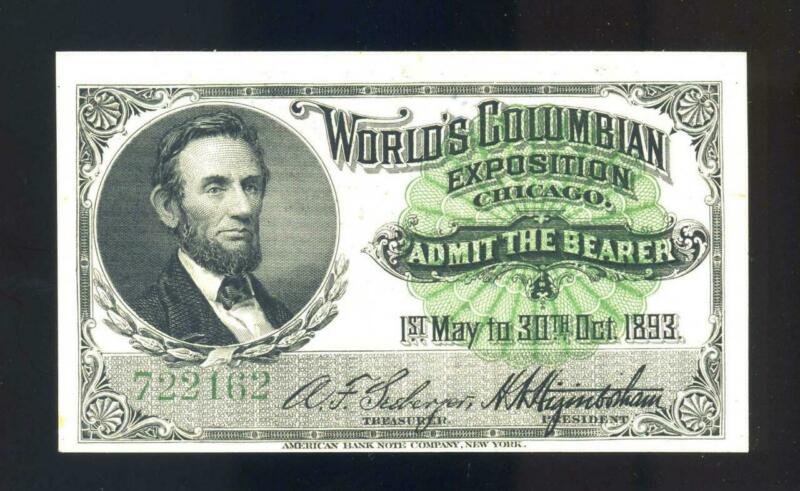 WORLD'S COLUMBIAN
EXPOSITION
CHICAGO.
ADMIT THE BEARER
A
1ST May to 30TH Oct. 1893.
722162
A. F. Seeberger, H. N. Higinbotham
TREASURER. PRESIDENT
AMERICAN BANK NOTE COMPANY, NEW YORK.